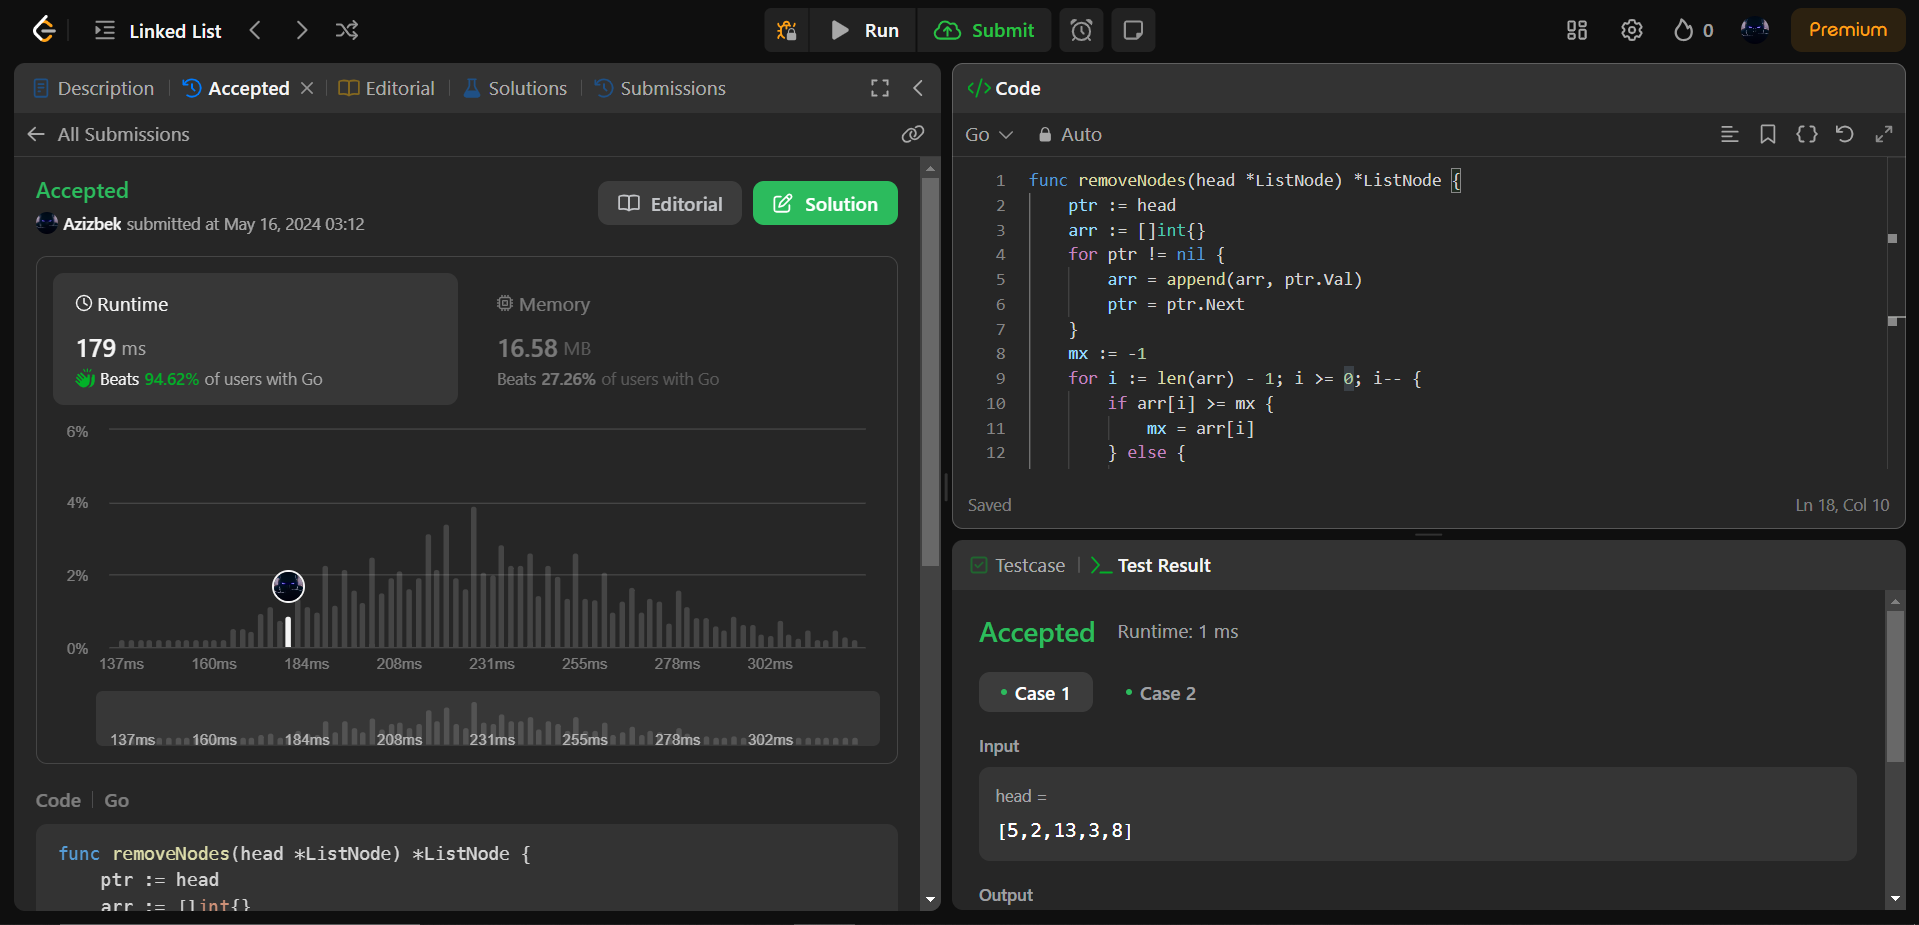 Linked List
Run
Submit
0
Premium
Description
Accepted
Editorial
Solutions
Submissions
All Submissions
Accepted
Azizbek submitted at May 16, 2024 03:12
Editorial
Solution
Runtime
179 ms
Beats 94.62% of users with Go
Memory
16.58 MB
Beats 27.26% of users with Go
6%
4%
2%
0%
137ms 160ms 184ms 208ms 231ms 255ms 278ms 302ms
137ms 160ms 184ms 208ms 231ms 255ms 278ms 302ms
Code
Go
func removeNodes(head *ListNode) *ListNode {
    ptr := head
    arr := []int{}
</> Code
Go
Auto
1 func removeNodes(head *ListNode) *ListNode {
2     ptr := head
3     arr := []int{}
4     for ptr != nil {
5         arr = append(arr, ptr.Val)
6         ptr = ptr.Next
7     }
8     mx := -1
9     for i := len(arr) - 1; i >= 0; i-- {
10         if arr[i] >= mx {
11             mx = arr[i]
12         } else {
Saved
Ln 18, Col 10
Testcase
Test Result
Accepted
Runtime: 1 ms
Case 1
Case 2
Input
head =
[5,2,13,3,8]
Output